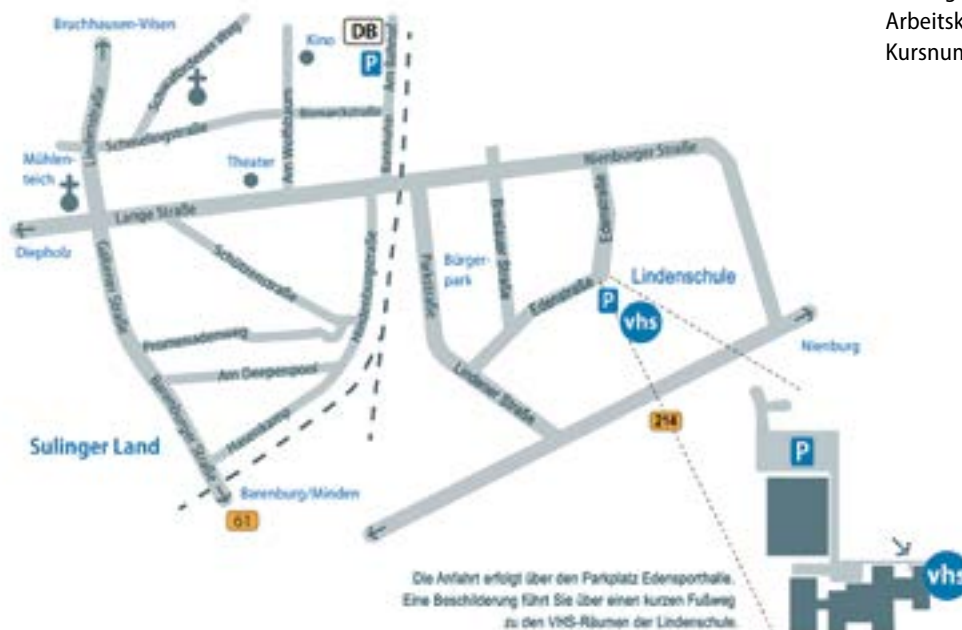 Bruchhausen-Vilsen
DB
Kino
P
Arbeitsk
Kursnum
Lindenstraße
Schwafördener Weg
Am Wolfsbaum
Am Bahnhof
Bismarckstraße
Schmelingstraße
Mühlen-
teich
Theater
Nienburger Straße
Lange Straße
Diepholz
Galtener Straße
Schützenstraße
Hindenburgstraße
Parkstraße
Bürger-
park
Breslauer Straße
Edenstraße
Edenstraße
Lindenschule
P
vhs
Promenadenweg
Am Deepenpool
Nienburg
Barenburger Straße
Hasenkamp
Lindener Straße
214
Sulinger Land
P
Barenburg/Minden
61
Die Anfahrt erfolgt über den Parkplatz Edensporthalle.
Eine Beschilderung führt Sie über einen kurzen Fußweg
zu den VHS-Räumen der Lindenschule.
vhs